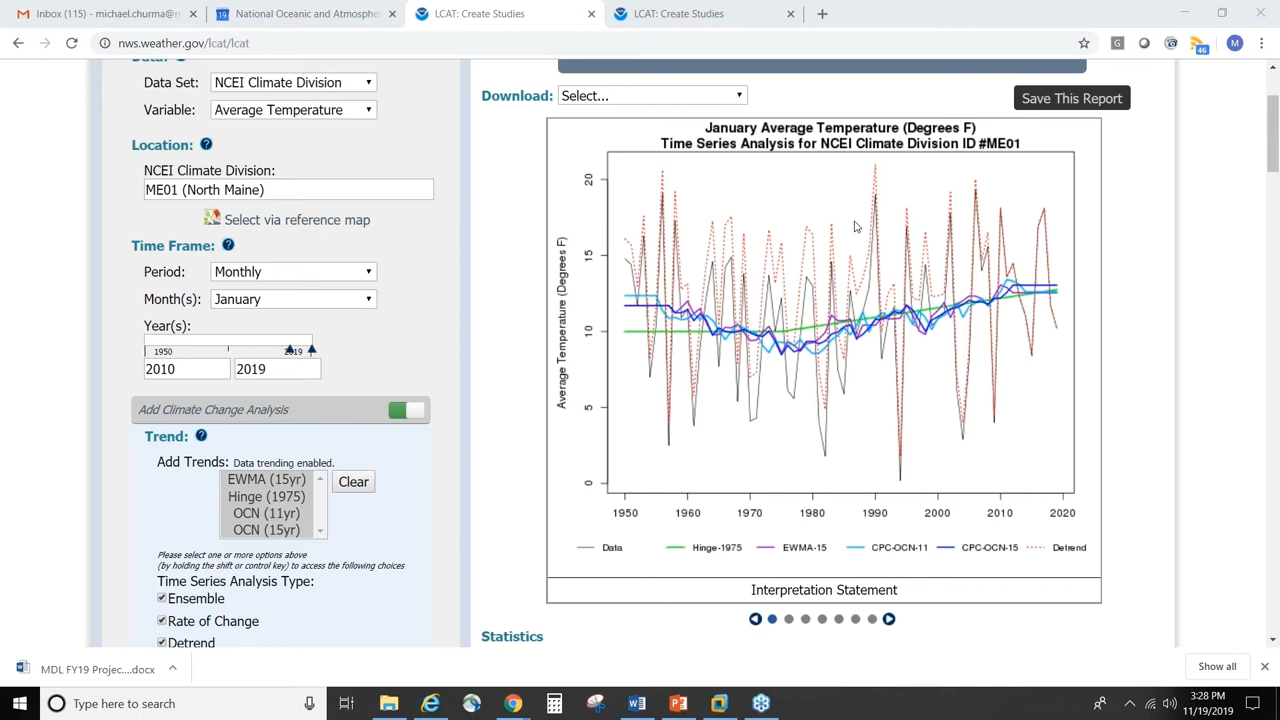 Inbox (115) - michael.churma@n
National Oceanic and Atmosphe
LCAT: Create Studies
LCAT: Create Studies
nws.weather.gov/lcat/lcat
46
M
Data Set: NCEI Climate Division
Variable: Average Temperature
Location:
NCEI Climate Division:
ME01 (North Maine)
Select via reference map
Time Frame:
Period: Monthly
Month(s): January
Year(s):
1950 2019
2010 2019
Add Climate Change Analysis
Trend:
Add Trends: Data trending enabled.
EWMA (15yr)
Hinge (1975)
OCN (11yr)
OCN (15yr)
Clear
Please select one or more options above
(by holding the shift or control key) to access the following choices
Time Series Analysis Type:
Ensemble
Rate of Change
Detrend
Download: Select...
Save This Report
January Average Temperature (Degrees F)
Time Series Analysis for NCEI Climate Division ID #ME01
Average Temperature (Degrees F)
20
15
10
5
0
1950 1960 1970 1980 1990 2000 2010 2020
Data Hinge-1975 EWMA-15 CPC-OCN-11 CPC-OCN-15 Detrend
Interpretation Statement
Statistics
MDL FY19 Projec....docx
Show all
Type here to search
3:28 PM
11/19/2019